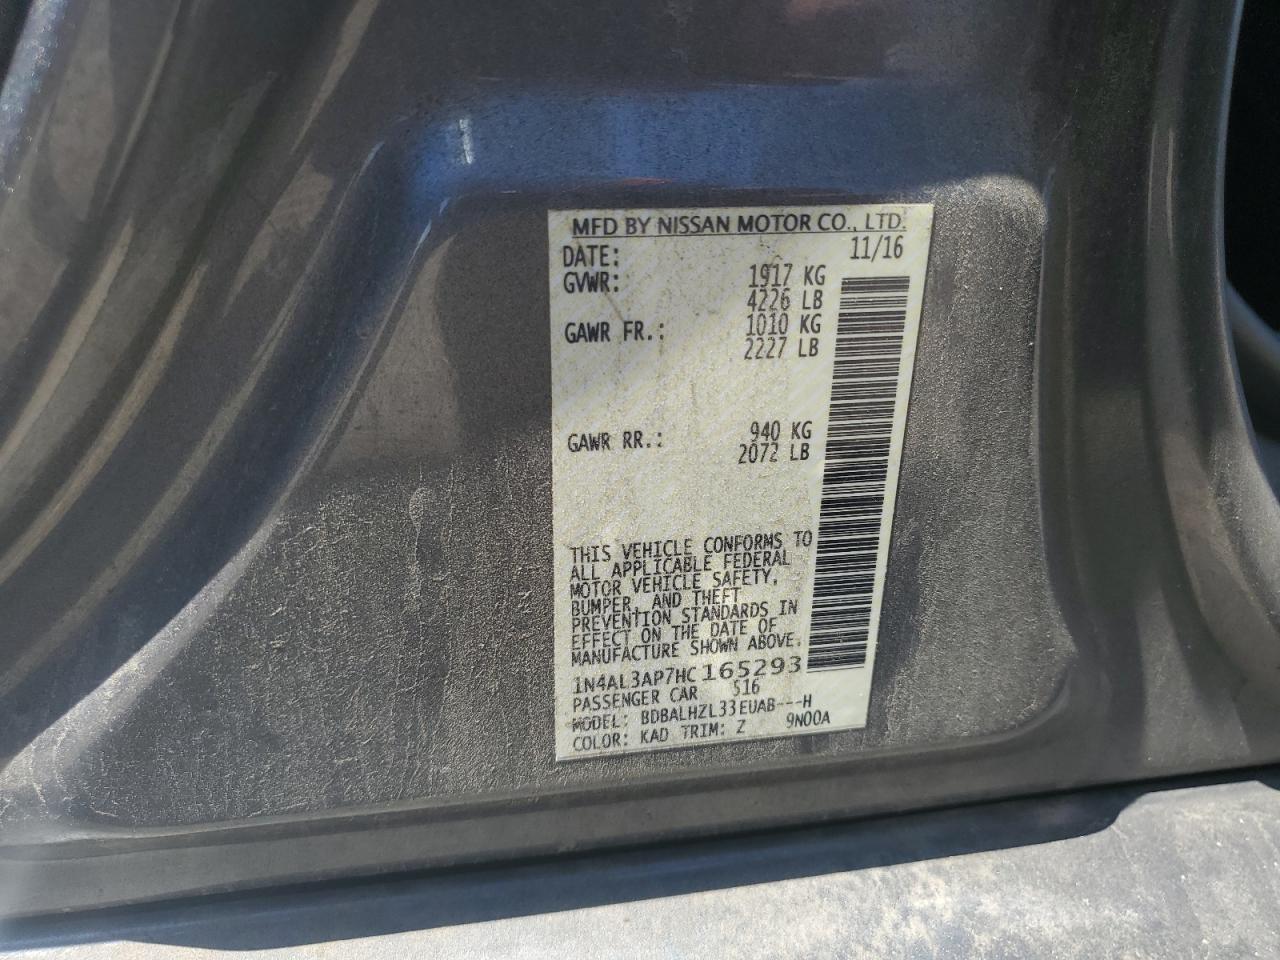 MFD BY NISSAN MOTOR CO., LTD.
DATE: 11/16
GVWR: 1917 KG
4226 LB
GAWR FR.: 1010 KG
2227 LB
GAWR RR.: 940 KG
2072 LB
THIS VEHICLE CONFORMS TO
ALL APPLICABLE FEDERAL
MOTOR VEHICLE SAFETY,
BUMPER, AND THEFT
PREVENTION STANDARDS IN
EFFECT ON THE DATE OF
MANUFACTURE SHOWN ABOVE.
1N4AL3AP7HC165293
PASSENGER CAR S16
MODEL: BDBALHZL33EUAB---H
COLOR: KAD TRIM: Z 9N00A